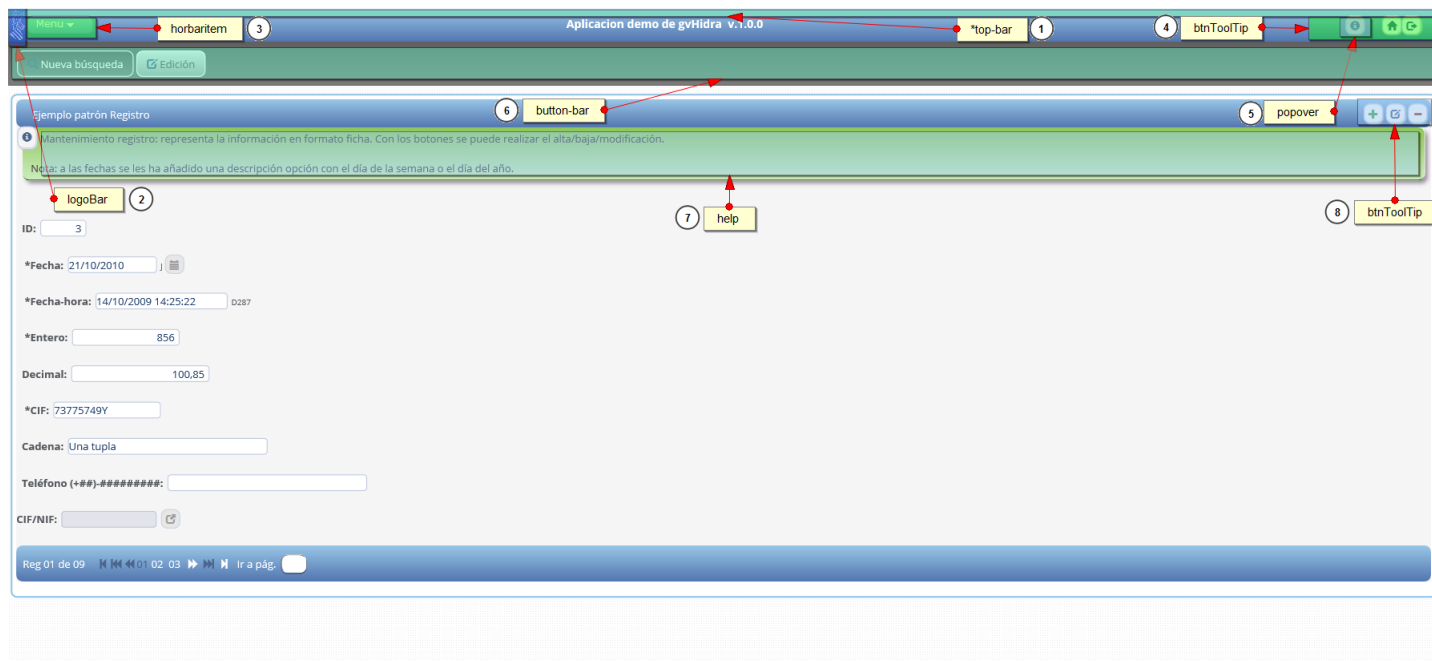 Menu
horbaritem
3
Aplicacion demo de gvHidra v.1.0.0
*top-bar
1
4
btnToolTip
Nueva búsqueda
Edición
6
button-bar
5
popover
Ejemplo patrón Registro
Mantenimiento registro: representa la información en formato ficha. Con los botones se puede realizar el alta/baja/modificación.
Nota: a las fechas se les ha añadido una descripción opción con el día de la semana o el día del año.
logoBar
2
7
help
8
btnToolTip
ID: 3
*Fecha: 21/10/2010 J
*Fecha-hora: 14/10/2009 14:25:22 D287
*Entero: 856
Decimal: 100,85
*CIF: 73775749Y
Cadena: Una tupla
Teléfono (+##)-#########:
CIF/NIF:
Reg 01 de 09 01 02 03 Ir a pág.